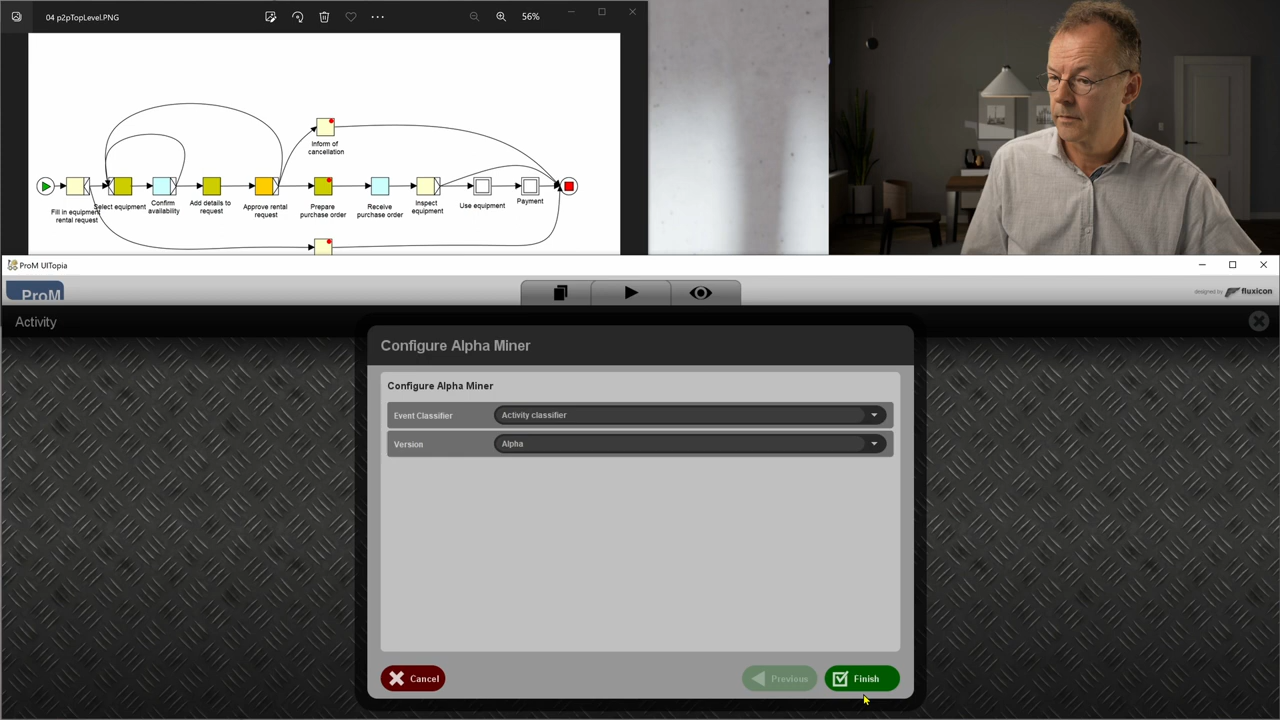 04 p2pTopLevel.PNG
56%
Inform of
cancellation
Fill in equipment
rental request
Select equipment
Confirm
availability
Add details to
request
Approve rental
request
Prepare
purchase order
Receive
purchase order
Inspect
equipment
Use equipment
Payment
ProM UITopia
ProM
designed by fluxicon
Activity
Configure Alpha Miner
Configure Alpha Miner
Event Classifier Activity classifier
Version Alpha
Cancel
Previous
Finish